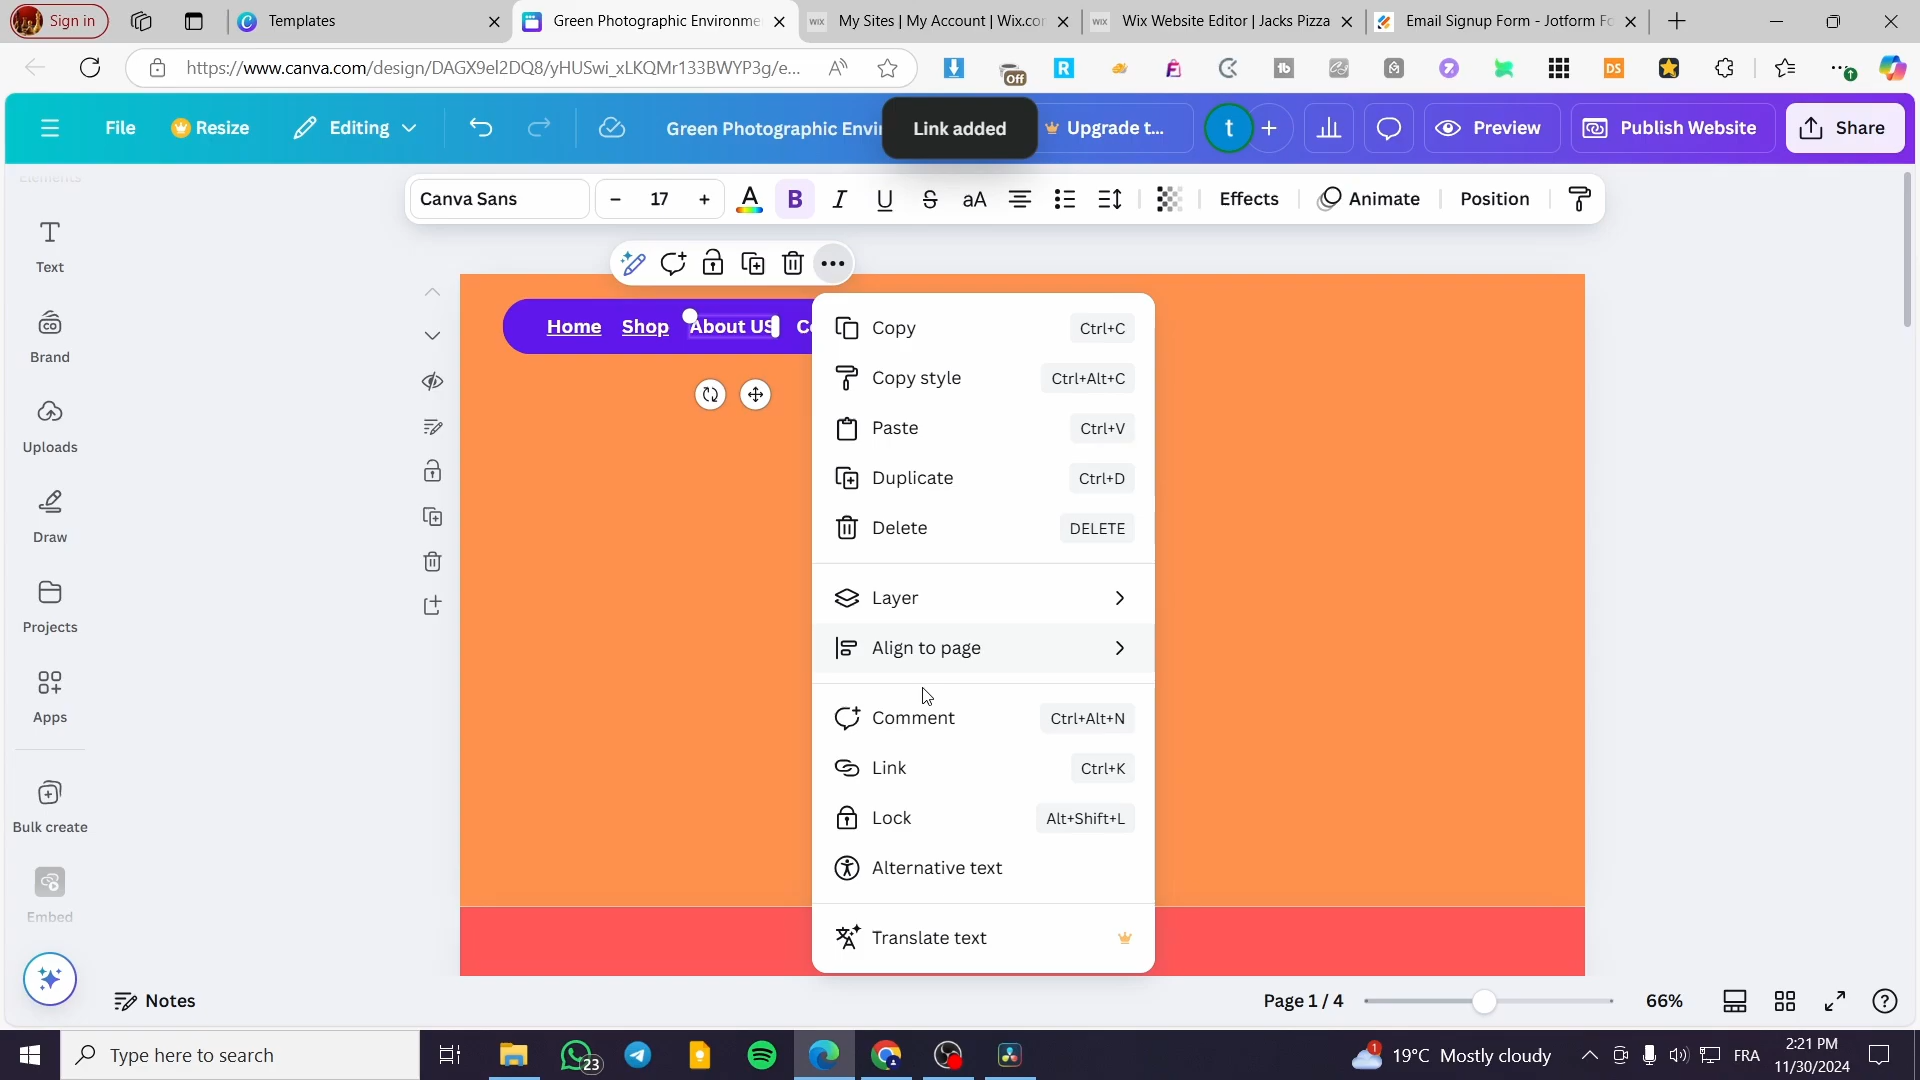 Sign in
Templates
Green Photographic Environme
My Sites | My Account | Wix.co
Wix Website Editor | Jacks Pizza
Email Signup Form - Jotform Fo
https://www.canva.com/design/DAGX9el2DQ8/yHUSwi_xLKQMr133BWYP3g/e...
File
Resize
Editing
Green Photographic Envi
Link added
Upgrade t...
t
Preview
Publish Website
Share
Canva Sans
– 17 +
Effects
Animate
Position
Elements
Text
Brand
Uploads
Draw
Projects
Apps
Bulk create
Embed
Home Shop About US
Copy Ctrl+C
Copy style Ctrl+Alt+C
Paste Ctrl+V
Duplicate Ctrl+D
Delete DELETE
Layer
Align to page
Comment Ctrl+Alt+N
Link Ctrl+K
Lock Alt+Shift+L
Alternative text
Translate text
Notes
Page 1 / 4
66%
Type here to search
23
19°C Mostly cloudy
FRA
2:21 PM
11/30/2024